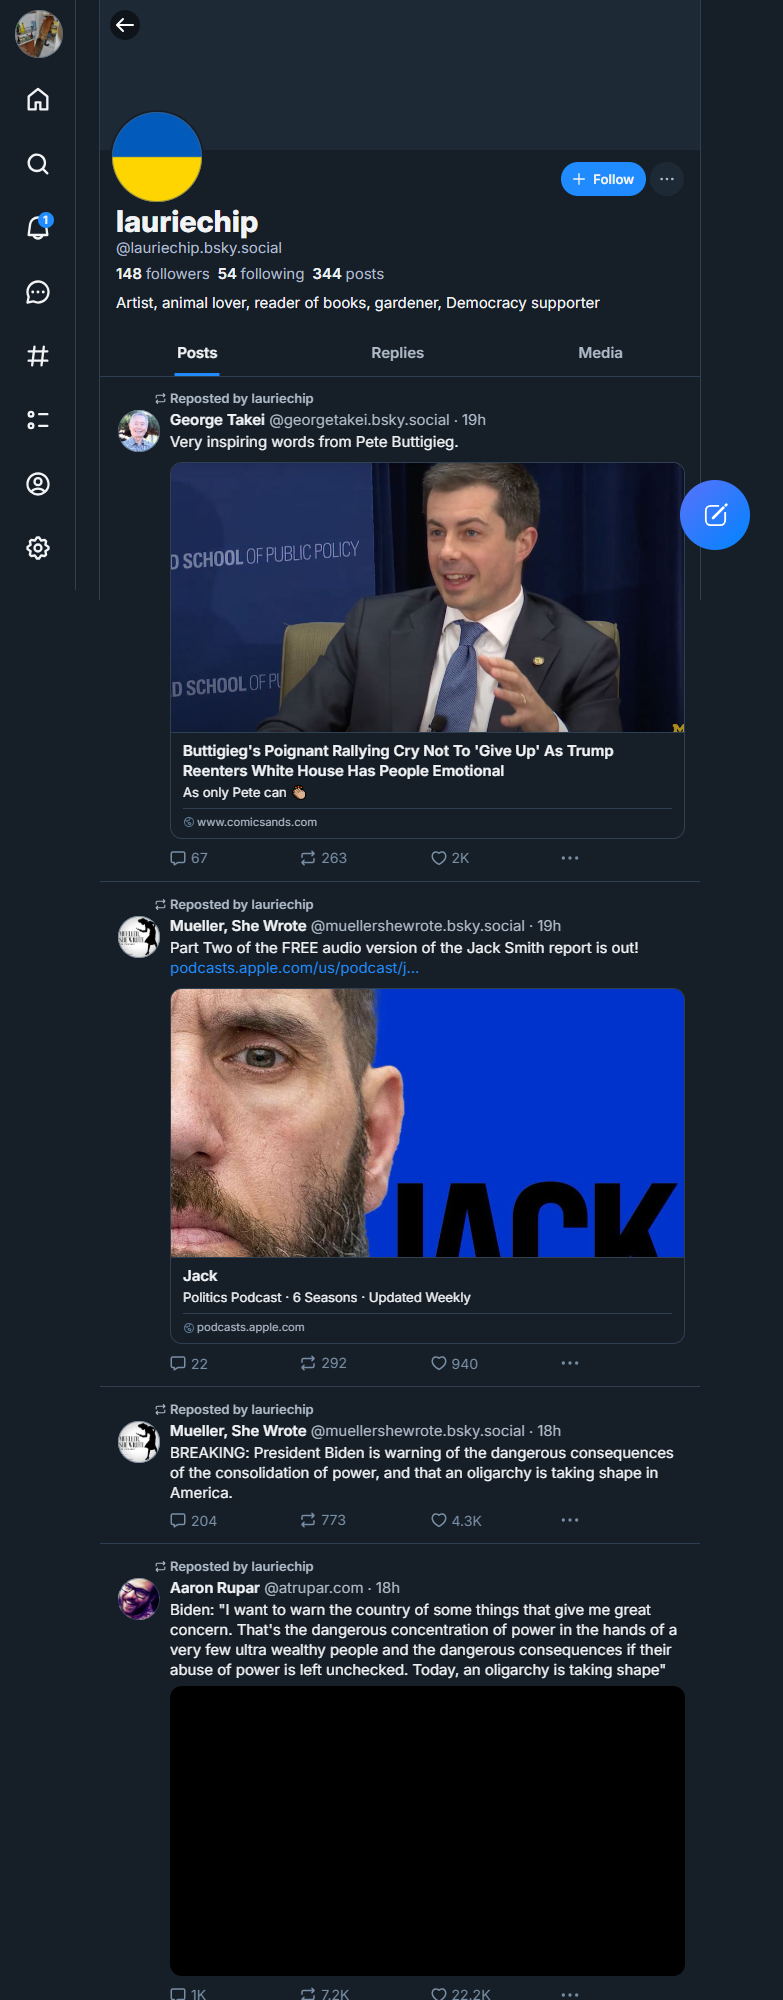 1
Follow
lauriechip
@lauriechip.bsky.social
148 followers 54 following 344 posts
Artist, animal lover, reader of books, gardener, Democracy supporter
Posts Replies Media
Reposted by lauriechip
George Takei @georgetakei.bsky.social · 19h
Very inspiring words from Pete Buttigieg.
D SCHOOL OF PUBLIC POLICY
D SCHOOL OF PU
M
Buttigieg's Poignant Rallying Cry Not To 'Give Up' As Trump
Reenters White House Has People Emotional
As only Pete can 👏🏼
www.comicsands.com
67 263 2K
Reposted by lauriechip
Mueller, She Wrote @muellershewrote.bsky.social · 19h
MUELLER
SHE WROTE
Part Two of the FREE audio version of the Jack Smith report is out!
podcasts.apple.com/us/podcast/j...
JACK
Jack
Politics Podcast · 6 Seasons · Updated Weekly
podcasts.apple.com
22 292 940
Reposted by lauriechip
Mueller, She Wrote @muellershewrote.bsky.social · 18h
MUELLER
SHE WROTE
BREAKING: President Biden is warning of the dangerous consequences
of the consolidation of power, and that an oligarchy is taking shape in
America.
204 773 4.3K
Reposted by lauriechip
Aaron Rupar @atrupar.com · 18h
Biden: "I want to warn the country of some things that give me great
concern. That's the dangerous concentration of power in the hands of a
very few ultra wealthy people and the dangerous consequences if their
abuse of power is left unchecked. Today, an oligarchy is taking shape"
1K 7.2K 22.2K